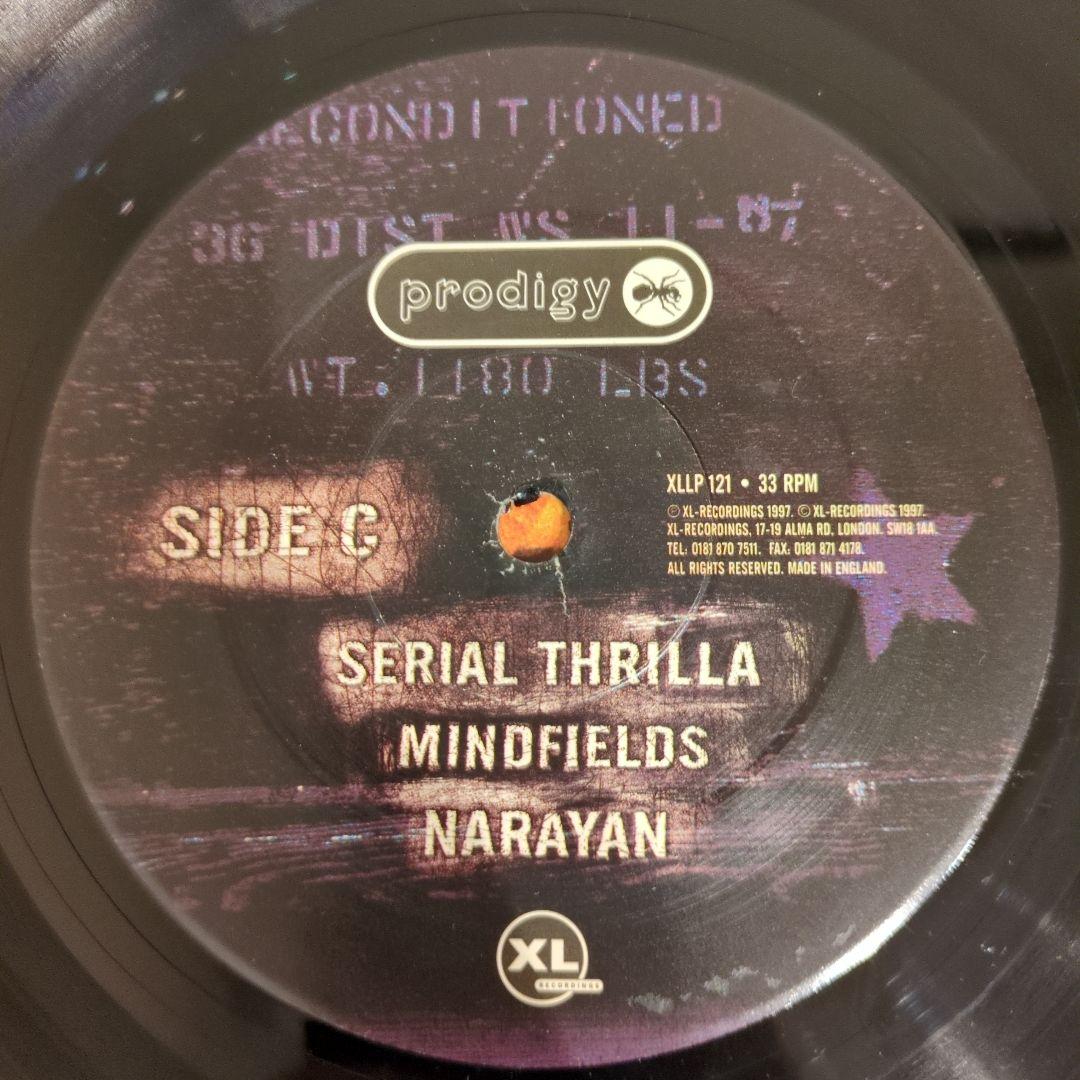 RECONDITIONED
3G DIST WS 11-87
prodigy
WT. 1180 LBS
SIDE C
XLLP 121 • 33 RPM
℗ XL-RECORDINGS 1997. © XL-RECORDINGS 1997.
XL-RECORDINGS, 17-19 ALMA RD. LONDON. SW18 1AA.
TEL: 0181 870 7511. FAX: 0181 871 4178.
ALL RIGHTS RESERVED. MADE IN ENGLAND.
SERIAL THRILLA
MINDFIELDS
NARAYAN
XL
RECORDINGS